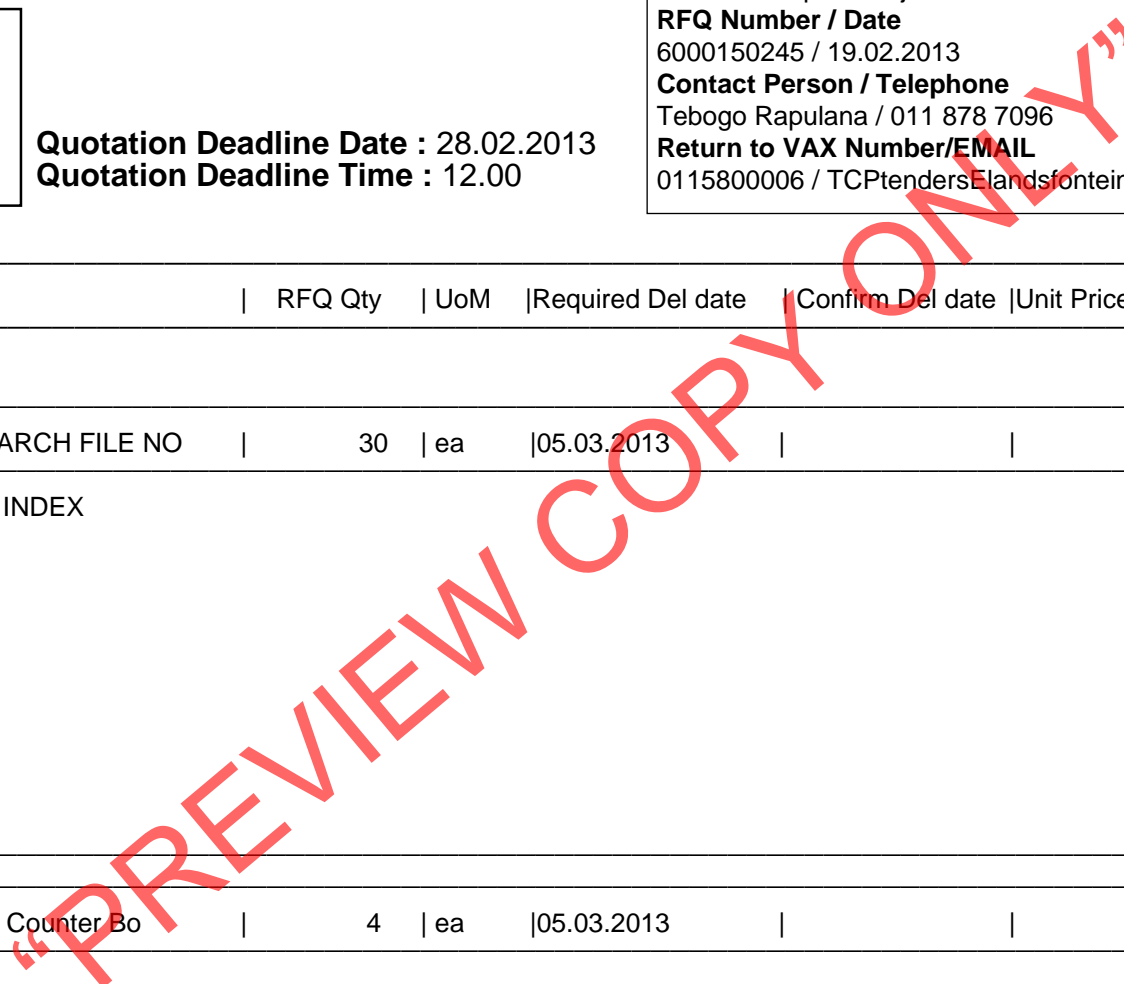 RFQ Number / Date
6000150245 / 19.02.2013
Contact Person / Telephone
Tebogo Rapulana / 011 878 7096
Return to VAX Number/EMAIL
0115800006 / TCPtendersElandsfontein
Quotation Deadline Date : 28.02.2013
Quotation Deadline Time : 12.00
| RFQ Qty | UoM |Required Del date | Confirm Del date |Unit Price
ARCH FILE NO | 30 | ea |05.03.2013 | |
INDEX
Counter Bo | 4 | ea |05.03.2013 | |
“PREVIEW COPY ONLY”